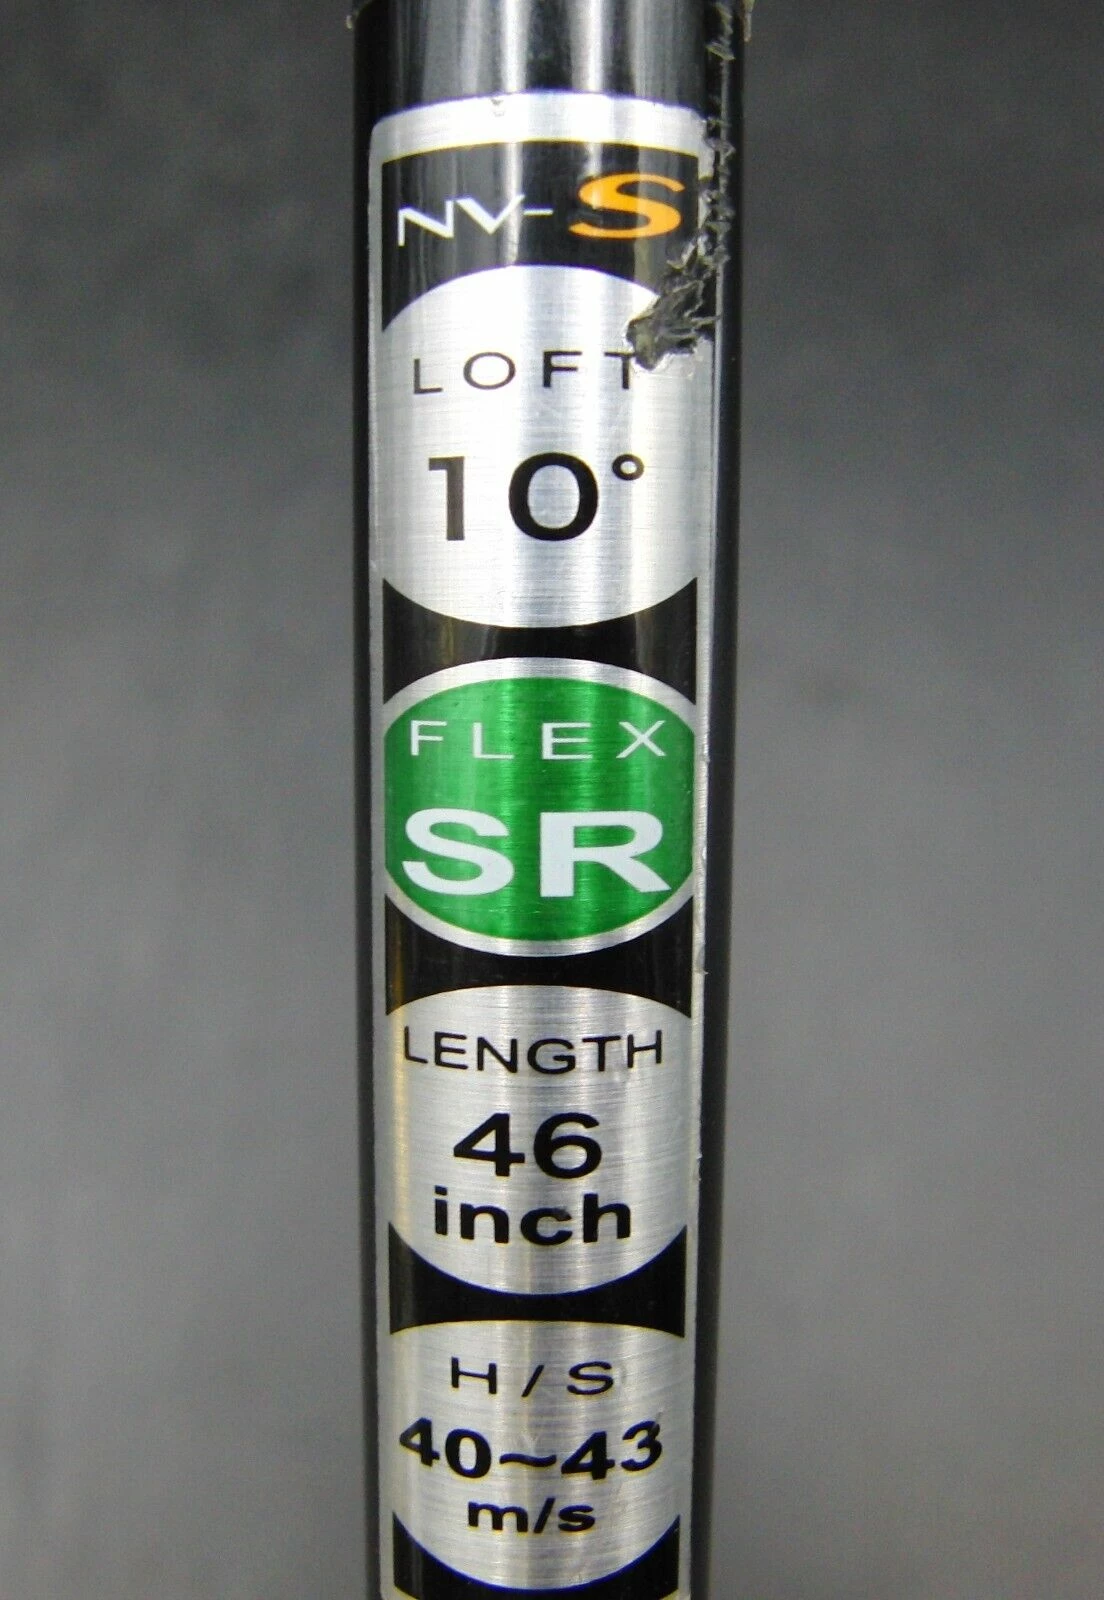 NV-S
LOFT
10°
FLEX
SR
LENGTH
46
inch
H/S
40~43
m/s